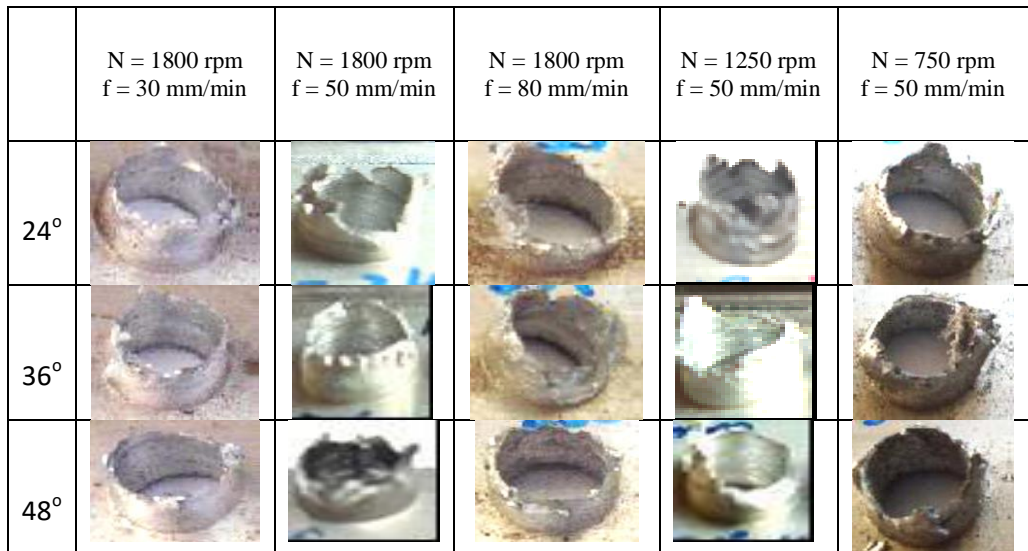 N = 1800 rpm
f = 30 mm/min
N = 1800 rpm
f = 50 mm/min
N = 1800 rpm
f = 80 mm/min
N = 1250 rpm
f = 50 mm/min
N = 750 rpm
f = 50 mm/min
24°
36°
48°